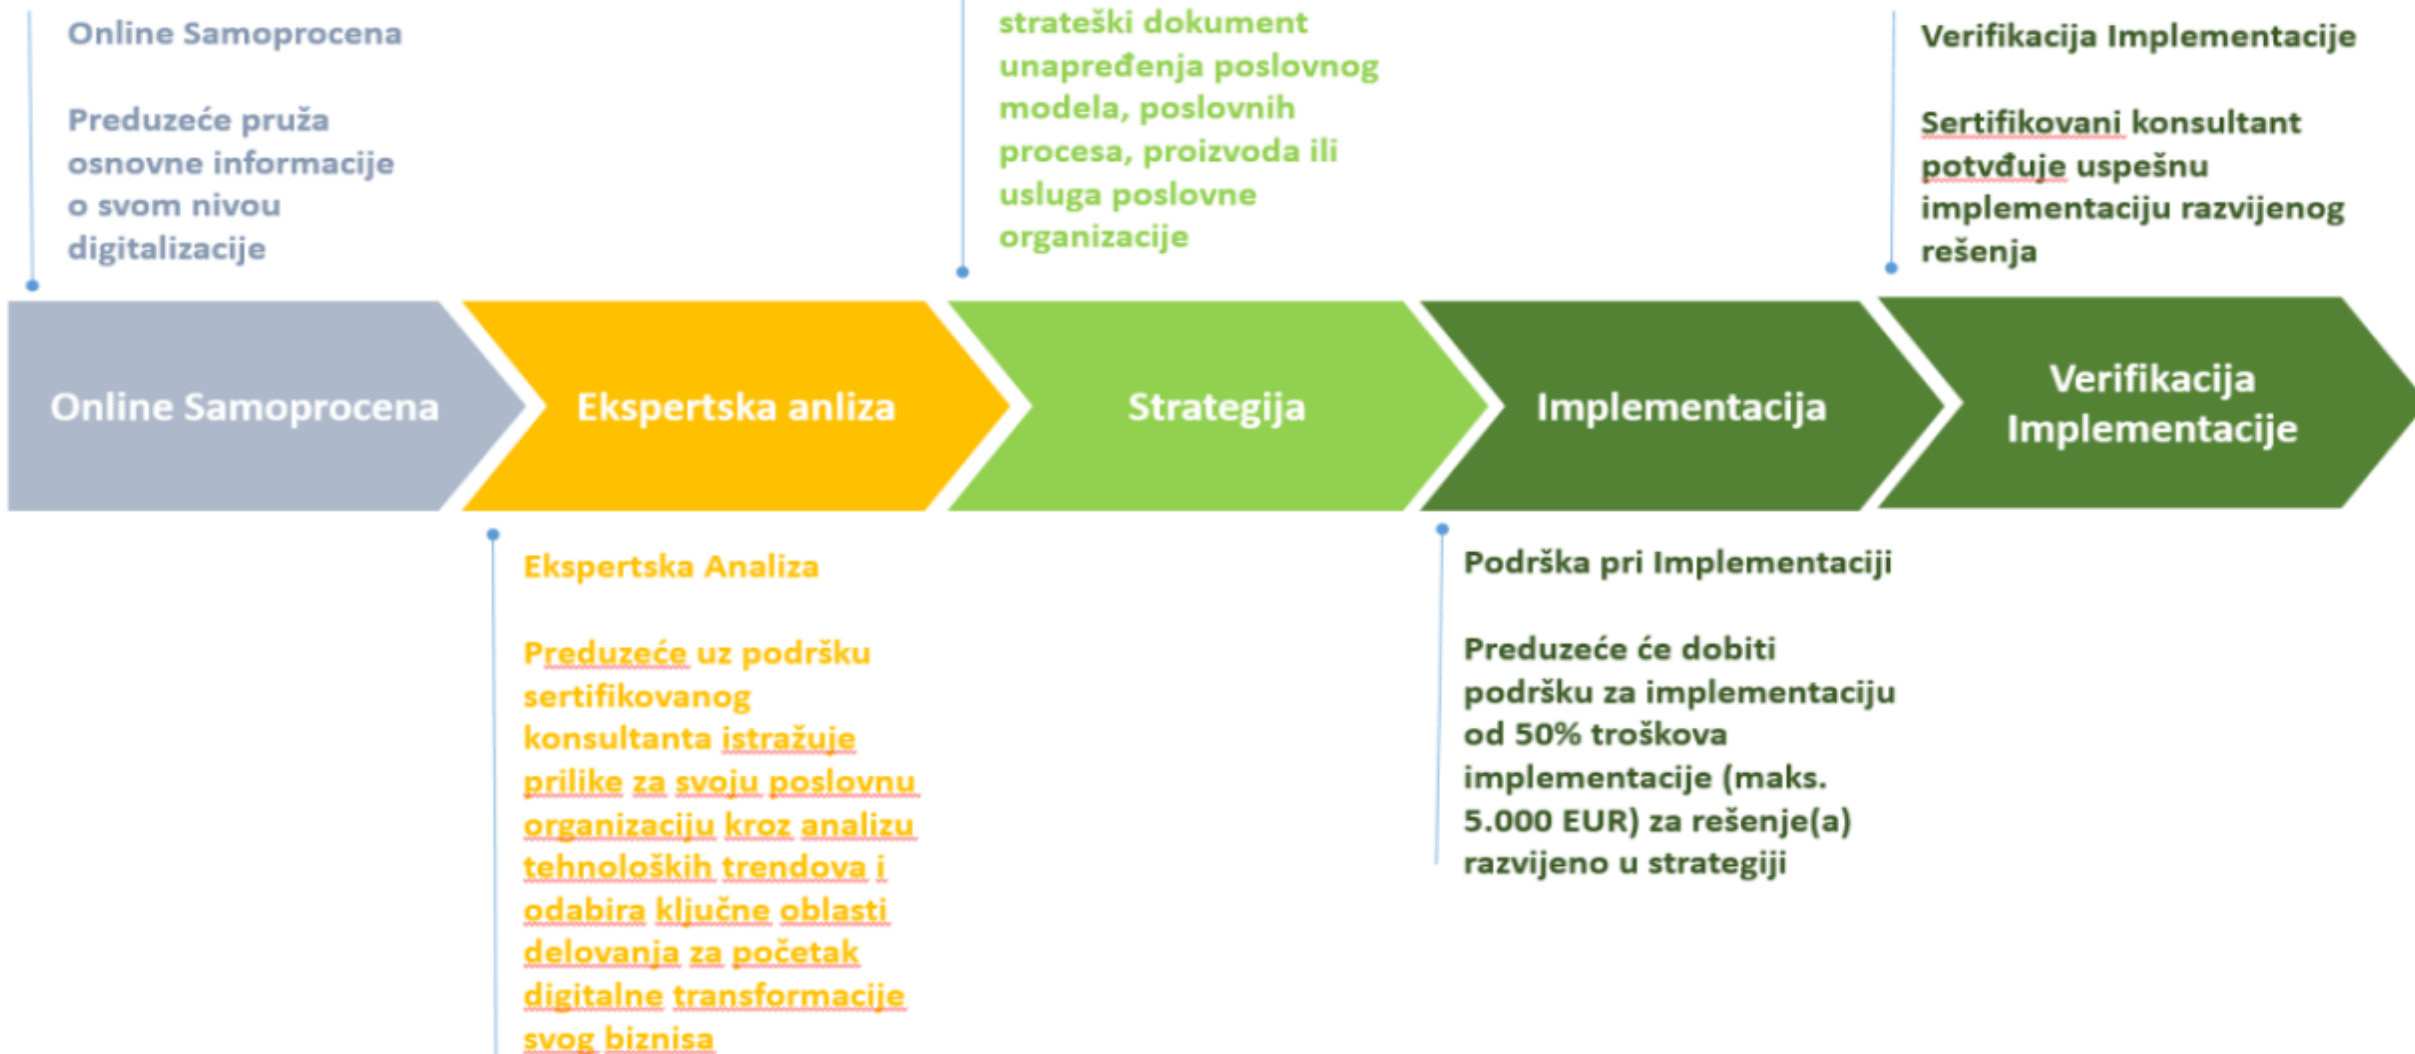 Online Samoprocena
Preduzeće pruža
osnovne informacije
o svom nivou
digitalizacije
strateški dokument
unapređenja poslovnog
modela, poslovnih
procesa, proizvoda ili
usluga poslovne
organizacije
Verifikacija Implementacije
Sertifikovani konsultant
potvđuje uspešnu
implementaciju razvijenog
rešenja
Online Samoprocena
Ekspertska anliza
Strategija
Implementacija
Verifikacija
Implementacije
Ekspertska Analiza
Preduzeće uz podršku
sertifikovanog
konsultanta istražuje
prilike za svoju poslovnu
organizaciju kroz analizu
tehnoloških trendova i
odabira ključne oblasti
delovanja za početak
digitalne transformacije
svog biznisa
Podrška pri Implementaciji
Preduzeće će dobiti
podršku za implementaciju
od 50% troškova
implementacije (maks.
5.000 EUR) za rešenje(a)
razvijeno u strategiji